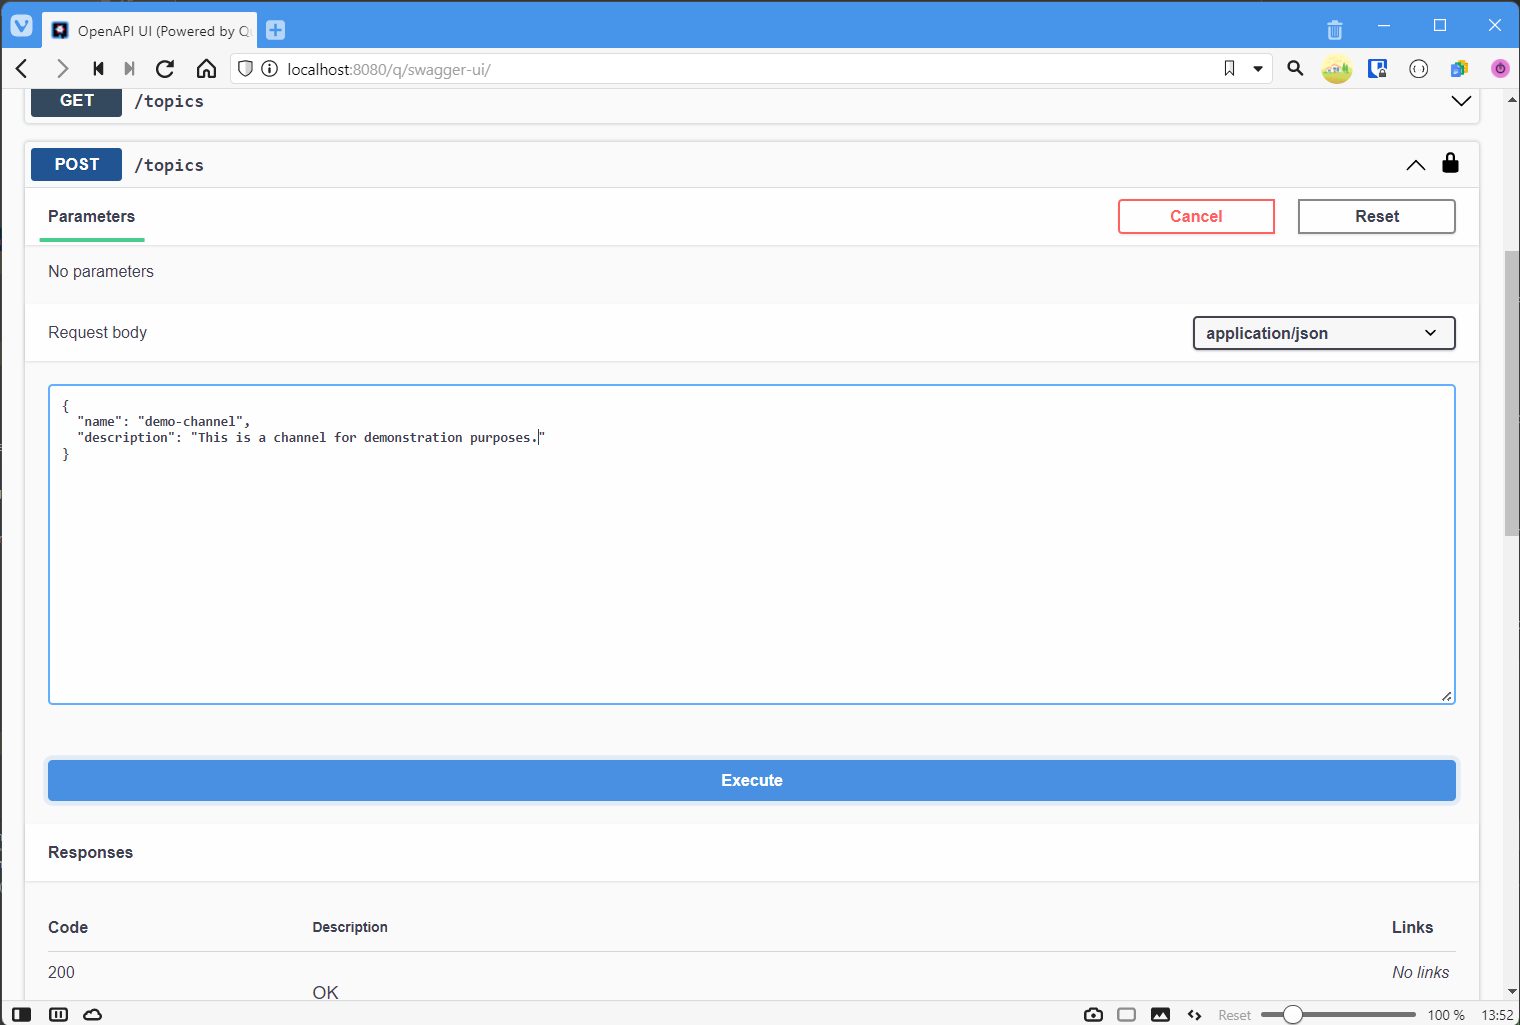 OpenAPI UI (Powered by Qu
localhost:8080/q/swagger-ui/
GET /topics
POST /topics
Parameters
Cancel
Reset
No parameters
Request body
application/json
{
"name": "demo-channel",
"description": "This is a channel for demonstration purposes."
}
Execute
Responses
Code Description Links
200 No links
OK
Reset 100 % 13:52